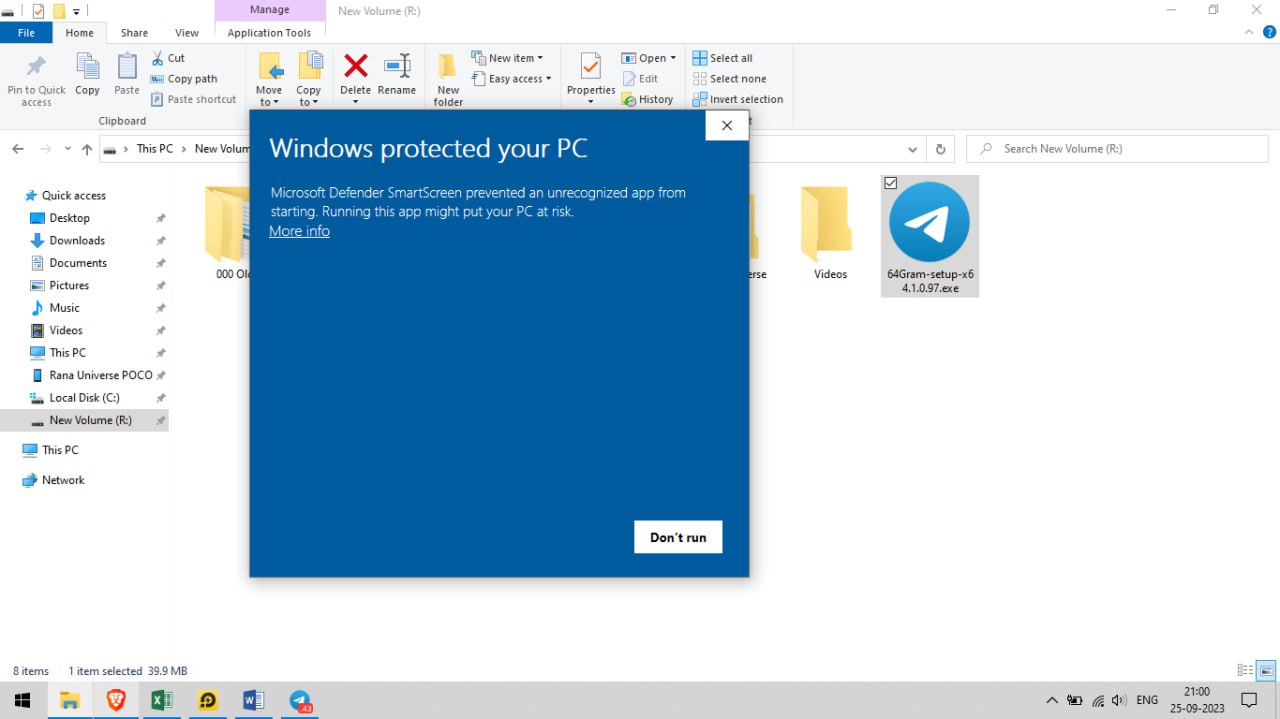 Manage
New Volume (R:)
File
Home
Share
View
Application Tools
Pin to Quick
access
Copy
Paste
Cut
Copy path
Paste shortcut
Clipboard
Move
to
Copy
to
Delete
Rename
New
folder
New item
Easy access
Properties
Open
Edit
History
Select all
Select none
Invert selection
This PC
New Volum
Search New Volume (R:)
Windows protected your PC
Microsoft Defender SmartScreen prevented an unrecognized app from
starting. Running this app might put your PC at risk.
More info
Don't run
Quick access
Desktop
Downloads
Documents
Pictures
Music
Videos
This PC
Rana Universe POCO
Local Disk (C:)
New Volume (R:)
This PC
Network
000 Ol
erse
Videos
64Gram-setup-x6
4.1.0.97.exe
8 items
1 item selected 39.9 MB
.43
ENG
21:00
25-09-2023